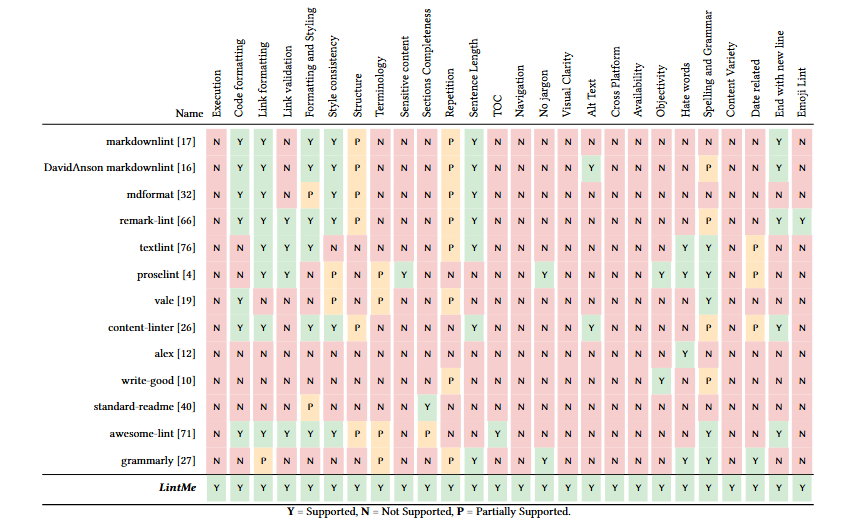 Name Execution Code formatting Link formatting Link validation Formatting and Styling Style consistency Structure Terminology Sensitive content Sections Completeness Repetition Sentence Length TOC Navigation No jargon Visual Clarity Alt Text Cross Platform Availability Objectivity Hate words Spelling and Grammar Content Variety Date related End with new line Emoji Lint
markdownlint [17] N Y Y N Y Y P N N N P Y N N N N N N N N N N N N Y N
DavidAnson markdownlint [16] N Y Y N Y Y P N N N P Y N N N N Y N N N N P N N Y N
mdformat [32] N Y Y N P Y P N N N P Y N N N N N N N N N N N N N N
remark-lint [66] N Y Y Y Y Y P N N N P Y N N N N N N N N N P N N Y Y
textlint [76] N N Y Y Y N N N N N P Y N N N N N N N N Y Y N P N N
proselint [4] N N Y Y N P N P Y N N N N N Y N N N N Y Y Y N P N N
vale [19] N Y N N N P N P N N P N N N N N N N N N N Y N N N N
content-linter [26] N Y Y N Y Y P N N N N Y N N N N Y N N N N P N P Y N
alex [12] N N N N N N N N N N N N N N N N N N N N Y N N N N N
write-good [10] N N N N N N N N N N P N N N N N N N N Y N P N N N N
standard-readme [40] N N N N P N N N N Y N N N N N N N N N N N N N N N N
awesome-lint [71] N Y Y Y Y Y P P N P N N Y N N N N N N N N Y N N Y N
grammarly [27] N N P N N N N P N N P Y N N Y N N N N N Y Y N Y N N
LintMe Y Y Y Y Y Y Y Y Y Y Y Y Y Y Y Y Y Y Y Y Y Y Y Y Y Y
Y = Supported, N = Not Supported, P = Partially Supported.